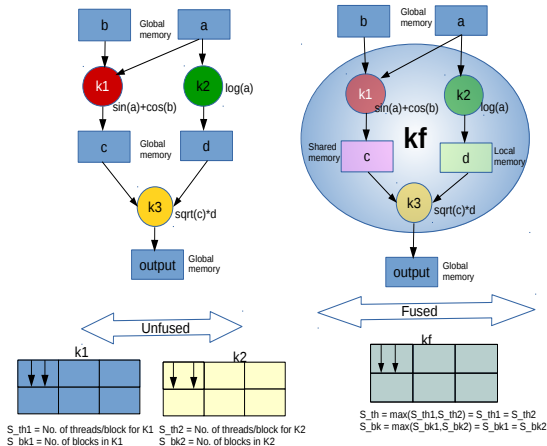 b
Global
memory
a
k1
k2
log(a)
sin(a)+cos(b)
c
Global
memory
d
k3
sqrt(c)*d
output
Global
memory
Unfused
k1
k2
S_th1 = No. of threads/block for K1
S_bk1 = No. of blocks in K1
S_th2 = No. of threads/block for K2
S_bk2 = No. of blocks in K2
b
Global
memory
a
k1
k2
sin(a)+cos(b)
log(a)
kf
Shared
memory
c
d
Local
memory
k3
sqrt(c)*d
output
Global
memory
Fused
kf
S_th = max(S_th1,S_th2) = S_th1 = S_th2
S_bk = max(S_bk1,S_bk2) = S_bk1 = S_bk2